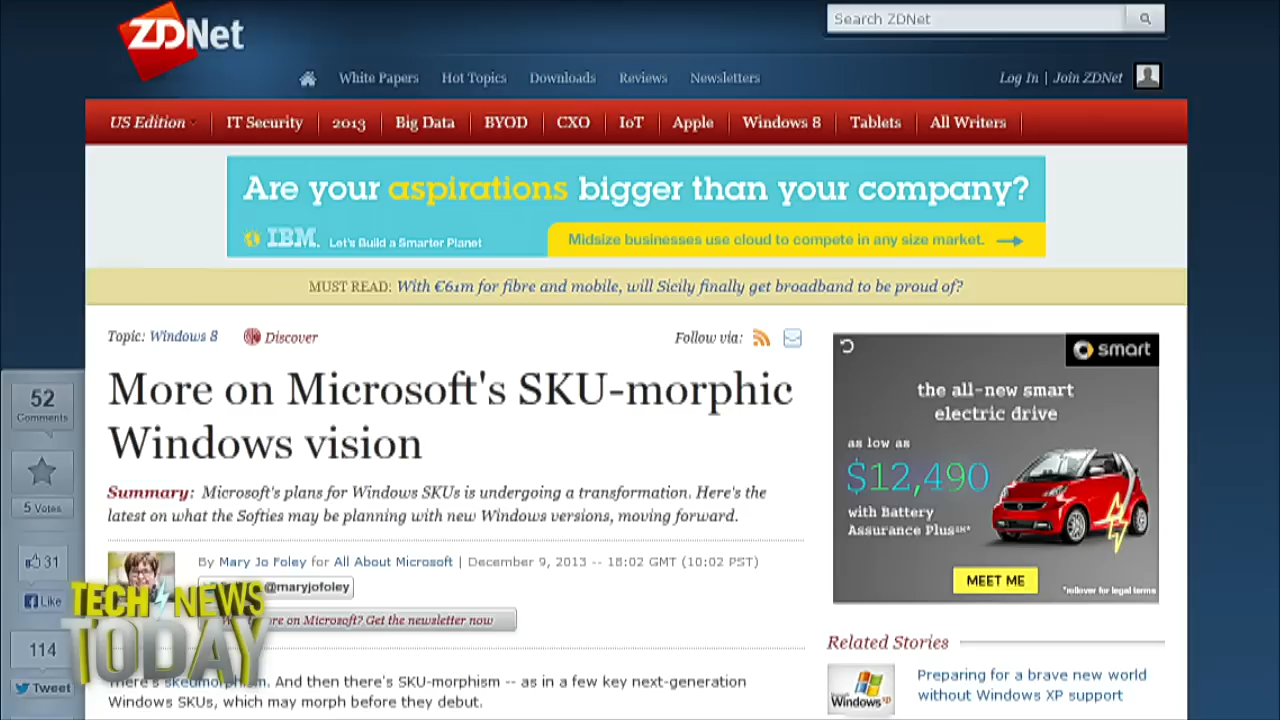 ZDNet
Search ZDNet
White Papers Hot Topics Downloads Reviews Newsletters
Log In | Join ZDNet
US Edition IT Security 2013 Big Data BYOD CXO IoT Apple Windows 8 Tablets All Writers
Are your aspirations bigger than your company?
IBM. Let's Build a Smarter Planet
Midsize businesses use cloud to compete in any size market.
MUST READ: With €61m for fibre and mobile, will Sicily finally get broadband to be proud of?
Topic: Windows 8 Discover
Follow via:
More on Microsoft's SKU-morphic
Windows vision
Summary: Microsoft's plans for Windows SKUs is undergoing a transformation. Here's the
latest on what the Softies may be planning with new Windows versions, moving forward.
By Mary Jo Foley for All About Microsoft | December 9, 2013 -- 18:02 GMT (10:02 PST)
@maryjofoley
on Microsoft? Get the newsletter now
There's skeumorphism. And then there's SKU-morphism -- as in a few key next-generation
Windows SKUs, which may morph before they debut.
52
Comments
5 Votes
31
Like
114
Tweet
TECH NEWS
TODAY
smart
the all-new smart
electric drive
as low as
$12,490
with Battery
Assurance Plus℠*
MEET ME
*rollover for legal terms
Related Stories
Windows XP
Preparing for a brave new world
without Windows XP support